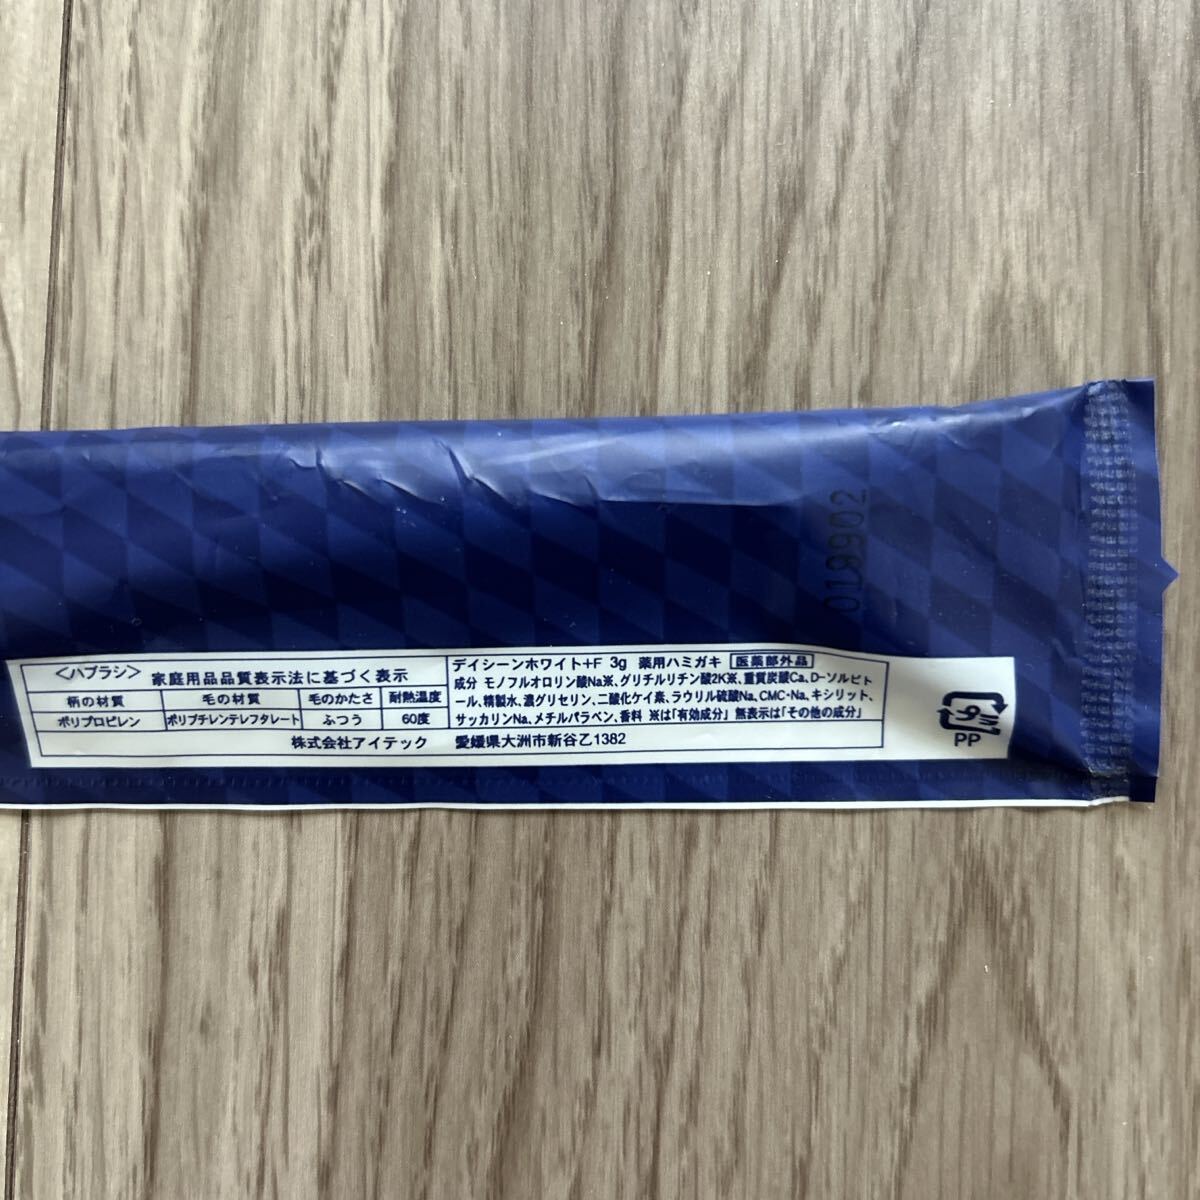 019902
〈ハブラシ〉 家庭用品品質表示法に基づく表示
柄の材質 毛の材質 毛のかたさ 耐熱温度
ポリプロピレン ポリブチレンテレフタレート ふつう 60度
デイシーンホワイト+F 3g 薬用ハミガキ 医薬部外品
成分 モノフルオロリン酸Na※、グリチルリチン酸2K※、重質炭酸Ca、D-ソルビト
ール、精製水、濃グリセリン、二酸化ケイ素、ラウリル硫酸Na、CMC・Na、キシリット、
サッカリンNa、メチルパラベン、香料 ※は「有効成分」無表示は「その他の成分」
株式会社アイテック 愛媛県大洲市新谷乙1382
プラ
PP